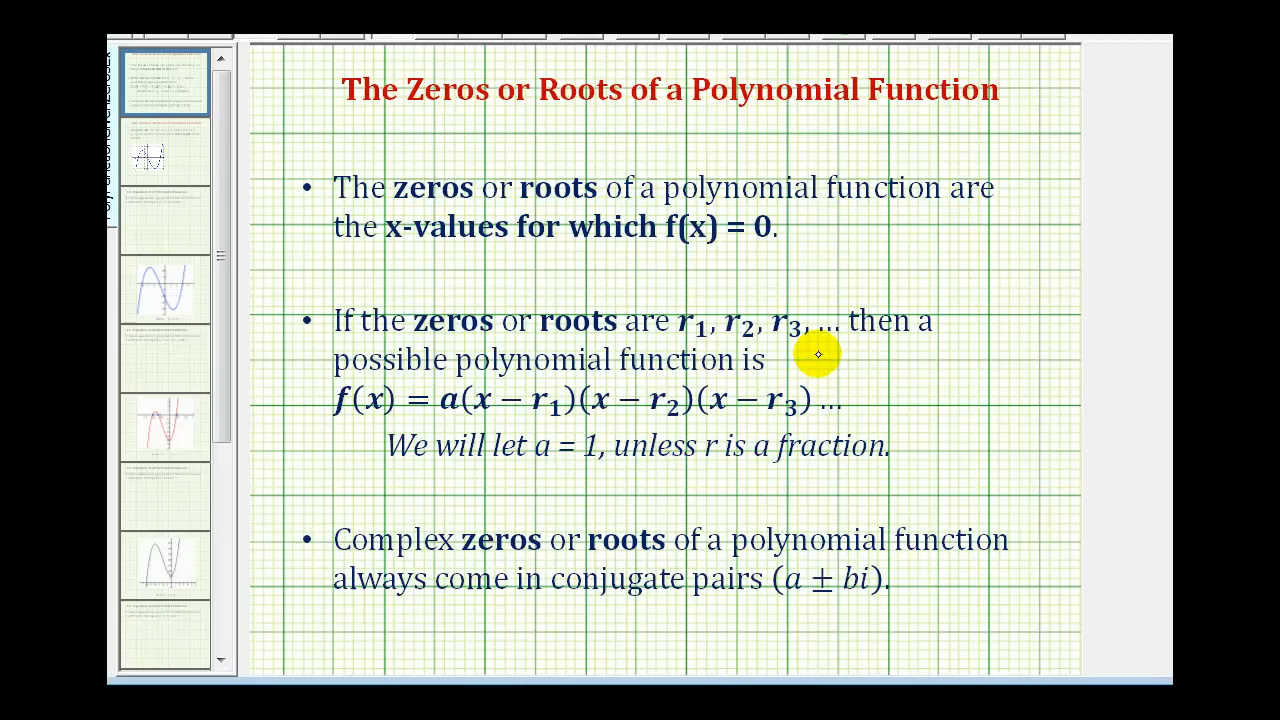 The Zeros or Roots of a Polynomial Function
• The zeros or roots of a polynomial function are
the x-values for which f(x) = 0.
• If the zeros or roots are r₁, r₂, r₃, ... then a
possible polynomial function is
f(x) = a(x − r₁)(x − r₂)(x − r₃) ...
We will let a = 1, unless r is a fraction.
• Complex zeros or roots of a polynomial function
always come in conjugate pairs (a ± bi).